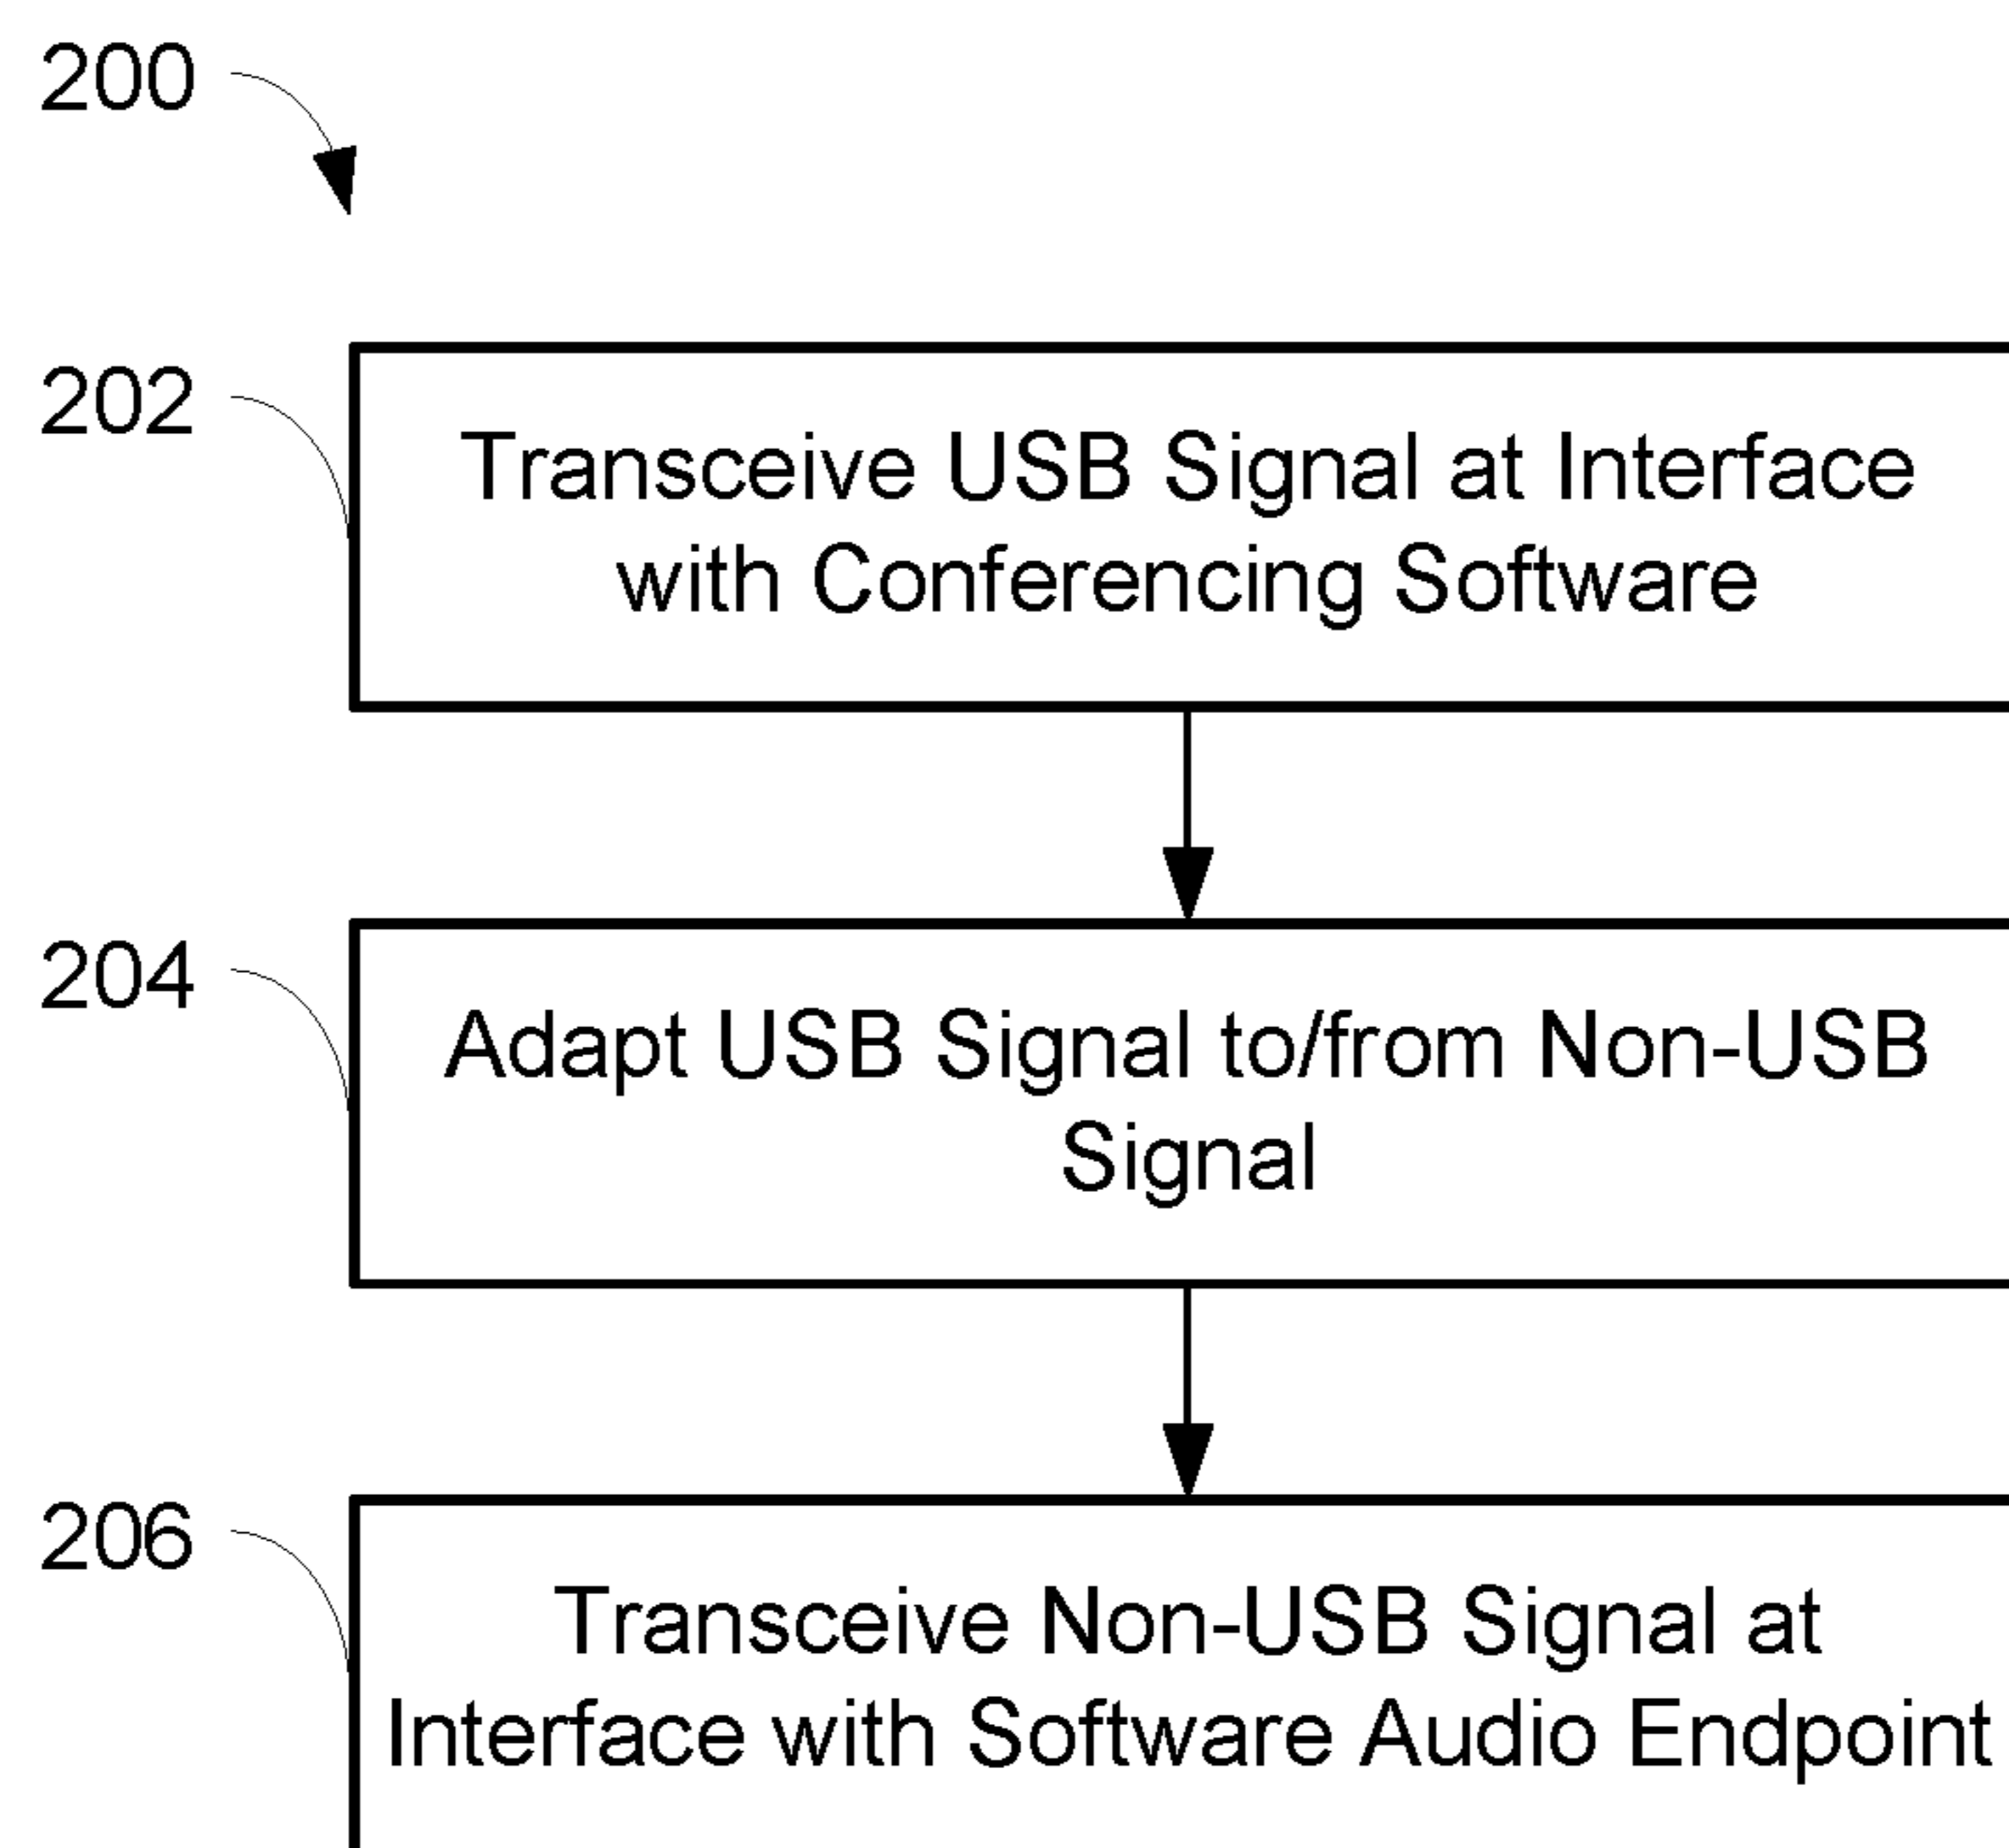 200
202
Transceive USB Signal at Interface
with Conferencing Software
204
Adapt USB Signal to/from Non-USB
Signal
206
Transceive Non-USB Signal at
Interface with Software Audio Endpoint